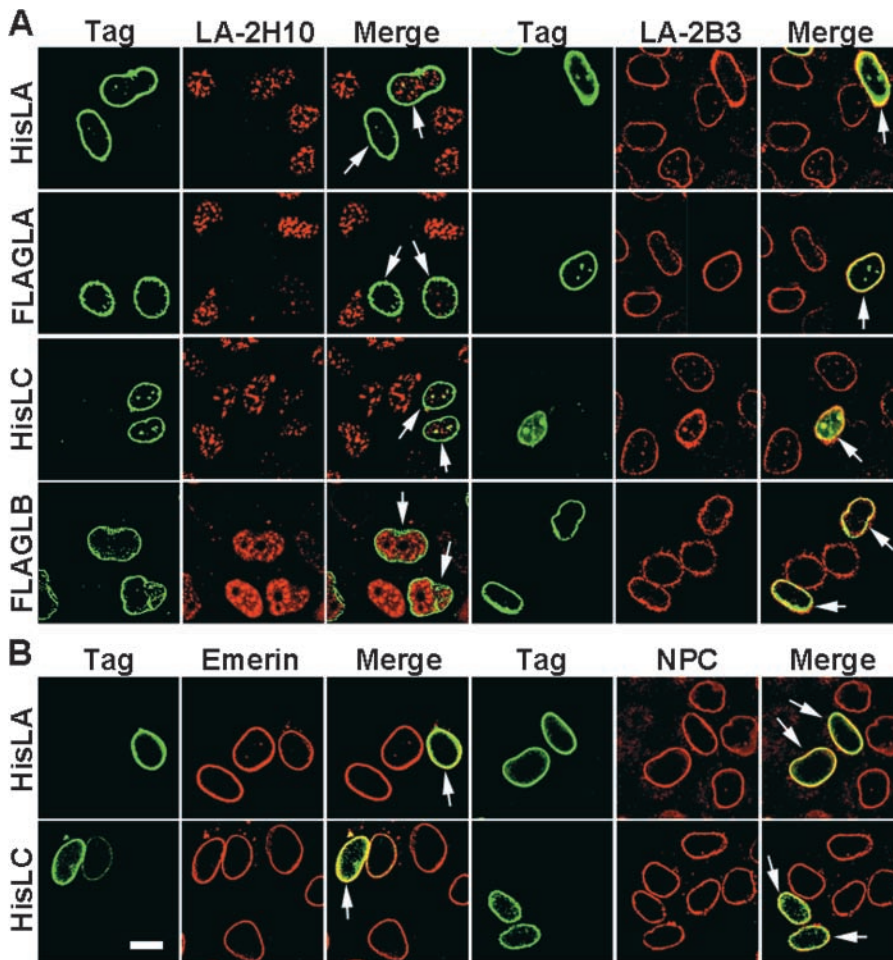 A
Tag LA-2H10 Merge Tag LA-2B3 Merge
HisLA
FLAGLA
HisLC
FLAGLB
B
Tag Emerin Merge Tag NPC Merge
HisLA
HisLC